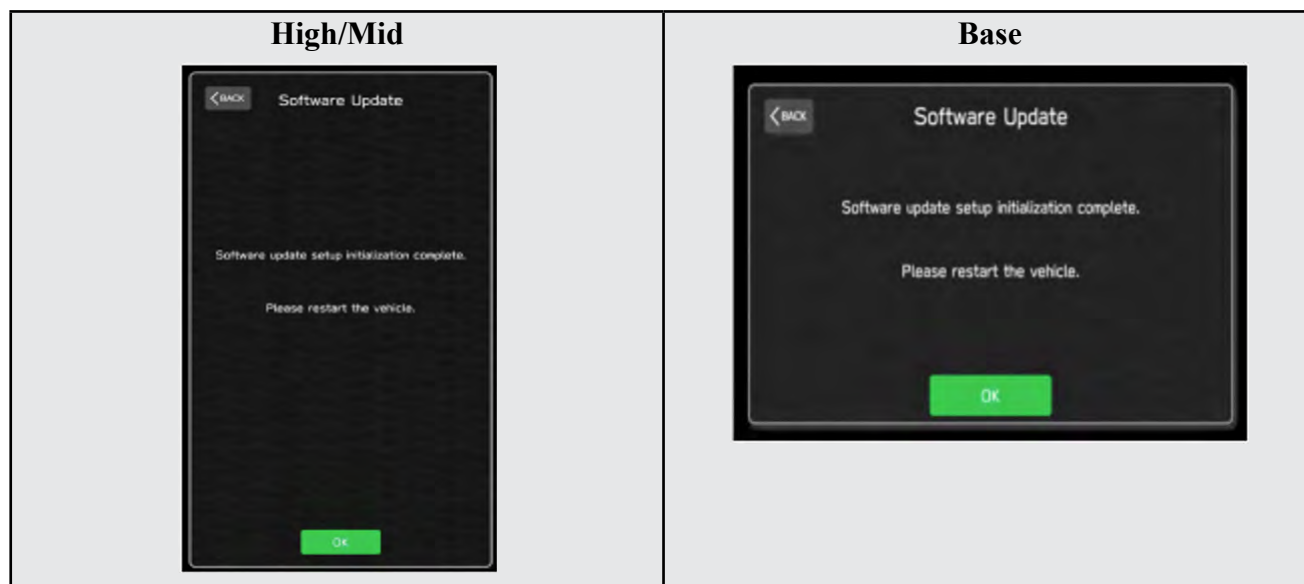 High/Mid
Base
< BACK Software Update
Software update setup initialization complete.
Please restart the vehicle.
OK
< BACK Software Update
Software update setup initialization complete.
Please restart the vehicle.
OK